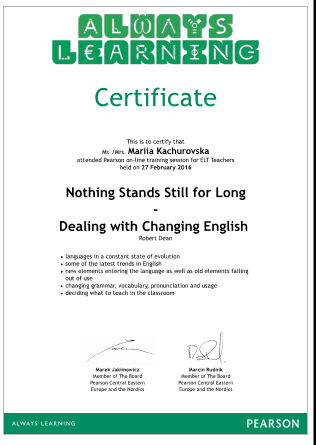 ALWAYS
LEARNING
Certificate
This is to certify that
Mr. /Mrs. Mariia Kachurovska
attended Pearson on-line training session for ELT Teachers
held on 27 February 2016
Nothing Stands Still for Long
-
Dealing with Changing English
Robert Dean
• languages in a constant state of evolution
• some of the latest trends in English
• new elements entering the language as well as old elements falling
out of use
• changing grammar, vocabulary, pronunciation and usage
• deciding what to teach in the classroom
Marek Jakimowicz
Member of The Board
Pearson Central Eastern
Europe and the Nordics
Marcin Rudnik
Member of The Board
Pearson Central Eastern
Europe and the Nordics
ALWAYS LEARNING
PEARSON